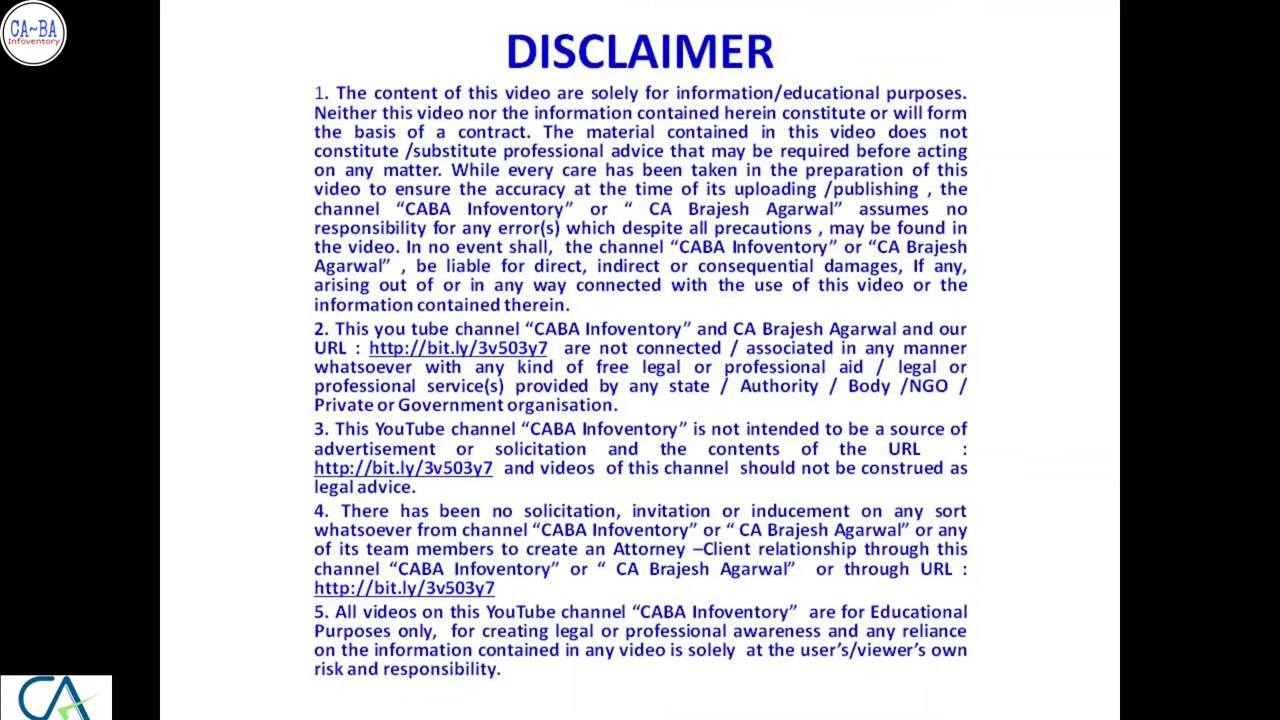 CA~BA
Infoventory
DISCLAIMER
1. The content of this video are solely for information/educational purposes.
Neither this video nor the information contained herein constitute or will form
the basis of a contract. The material contained in this video does not
constitute /substitute professional advice that may be required before acting
on any matter. While every care has been taken in the preparation of this
video to ensure the accuracy at the time of its uploading /publishing , the
channel “CABA Infoventory” or “ CA Brajesh Agarwal” assumes no
responsibility for any error(s) which despite all precautions , may be found in
the video. In no event shall, the channel “CABA Infoventory” or “CA Brajesh
Agarwal” , be liable for direct, indirect or consequential damages, If any,
arising out of or in any way connected with the use of this video or the
information contained therein.
2. This you tube channel “CABA Infoventory” and CA Brajesh Agarwal and our
URL : http://bit.ly/3v503y7 are not connected / associated in any manner
whatsoever with any kind of free legal or professional aid / legal or
professional service(s) provided by any state / Authority / Body /NGO /
Private or Government organisation.
3. This YouTube channel “CABA Infoventory” is not intended to be a source of
advertisement or solicitation and the contents of the URL :
http://bit.ly/3v503y7 and videos of this channel should not be construed as
legal advice.
4. There has been no solicitation, invitation or inducement on any sort
whatsoever from channel “CABA Infoventory” or “ CA Brajesh Agarwal” or any
of its team members to create an Attorney –Client relationship through this
channel “CABA Infoventory” or “ CA Brajesh Agarwal” or through URL :
http://bit.ly/3v503y7
5. All videos on this YouTube channel “CABA Infoventory” are for Educational
Purposes only, for creating legal or professional awareness and any reliance
on the information contained in any video is solely at the user’s/viewer’s own
risk and responsibility.
CA